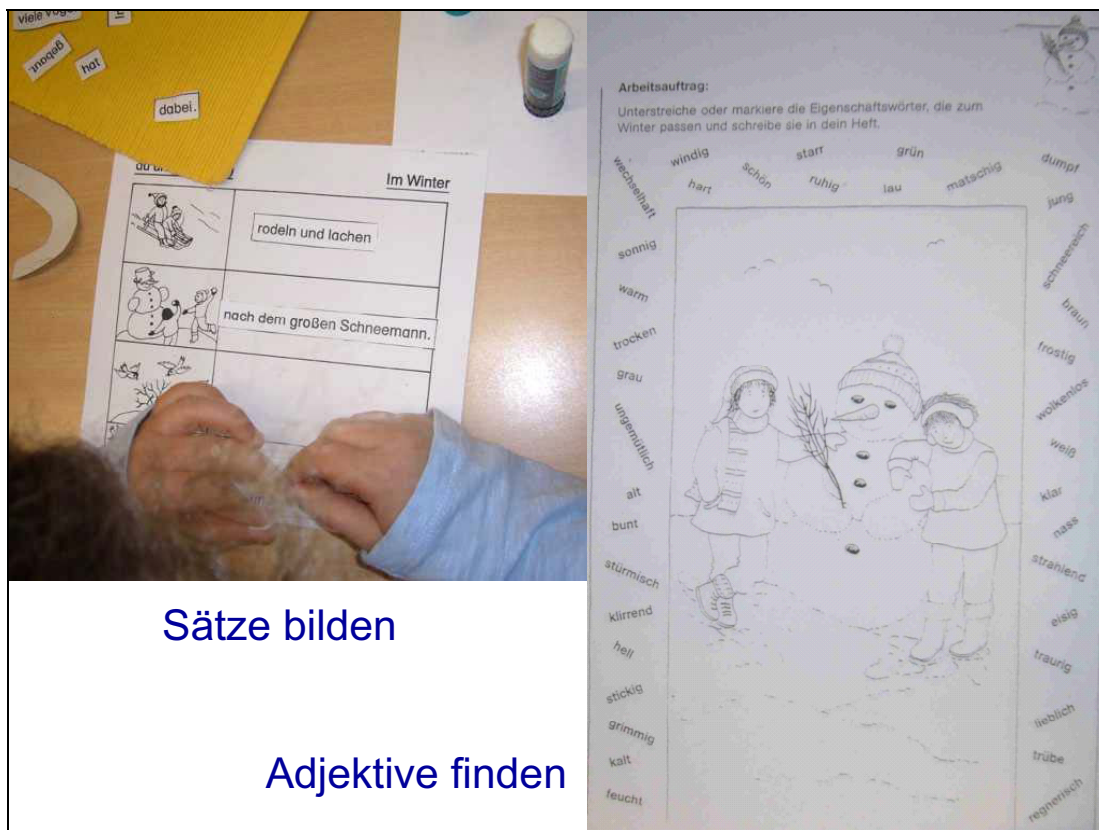 viele
gebaut.
hat
dabei.
Im Winter
rodeln und lachen
nach dem großen Schneemann.
Sätze bilden
Adjektive finden
Arbeitsauftrag:
Unterstreiche oder markiere die Eigenschaftswörter, die zum
Winter passen und schreibe sie in dein Heft.
wechselhaft
windig
hart
schön
starr
ruhig
grün
lau
matschig
dumpf
jung
schneereich
braun
frostig
wolkenlos
weiß
klar
nass
strahlend
eisig
traurig
lieblich
trübe
regnerisch
sonnig
warm
trocken
grau
ungemütlich
alt
bunt
stürmisch
klirrend
hell
stickig
grimmig
kalt
feucht